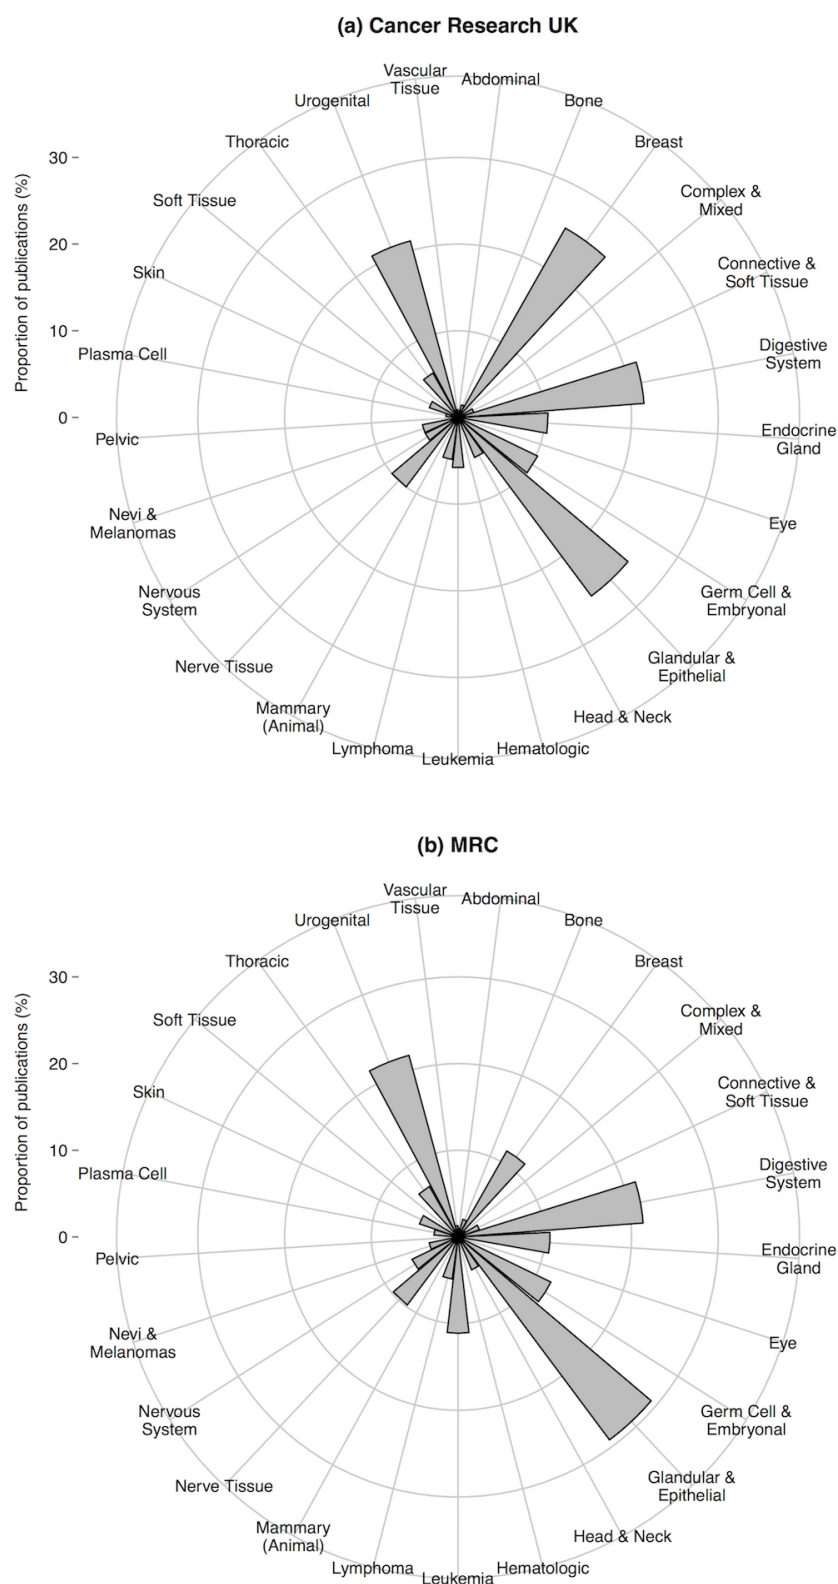 (a) Cancer Research UK
Vascular
Tissue
Abdominal
Urogenital
Bone
Thoracic
Breast
Soft Tissue
Complex &
Mixed
Skin
Connective &
Soft Tissue
Plasma Cell
Digestive
System
Pelvic
Endocrine
Gland
Nevi &
Melanomas
Eye
Nervous
System
Germ Cell &
Embryonal
Nerve Tissue
Glandular &
Epithelial
Mammary
(Animal)
Head & Neck
Lymphoma
Leukemia
Hematologic
30
20
10
0
Proportion of publications (%)
(b) MRC
Vascular
Tissue
Abdominal
Urogenital
Bone
Thoracic
Breast
Soft Tissue
Complex &
Mixed
Skin
Connective &
Soft Tissue
Plasma Cell
Digestive
System
Pelvic
Endocrine
Gland
Nevi &
Melanomas
Eye
Nervous
System
Germ Cell &
Embryonal
Nerve Tissue
Glandular &
Epithelial
Mammary
(Animal)
Head & Neck
Lymphoma
Leukemia
Hematologic
30
20
10
0
Proportion of publications (%)